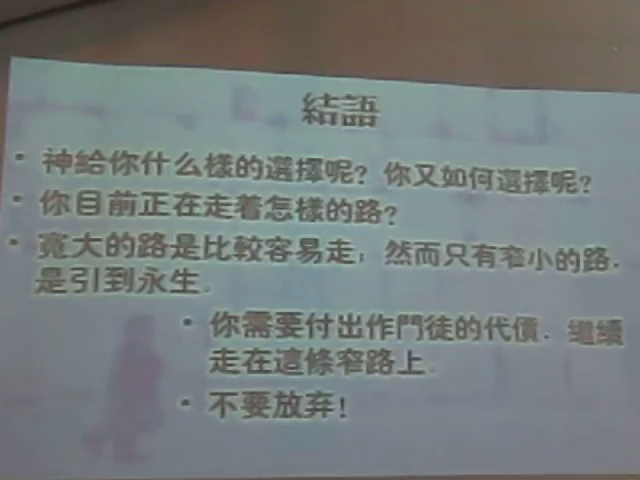 結語
· 神給你什么樣的選擇呢? 你又如何選擇呢?
· 你目前正在走着怎樣的路?
· 寬大的路是比較容易走; 然而只有窄小的路,
是引到永生.
· 你需要付出作門徒的代價. 繼續
走在這條窄路上.
· 不要放弃!